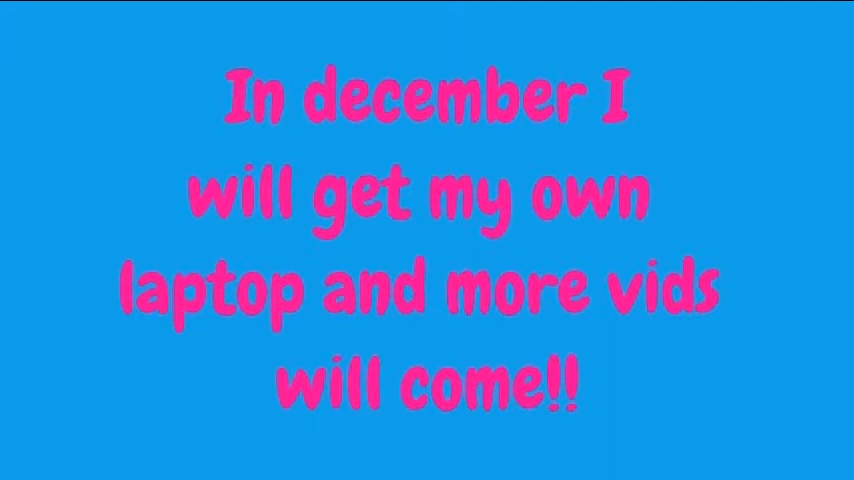 In december I
will get my own
laptop and more vids
will come!!